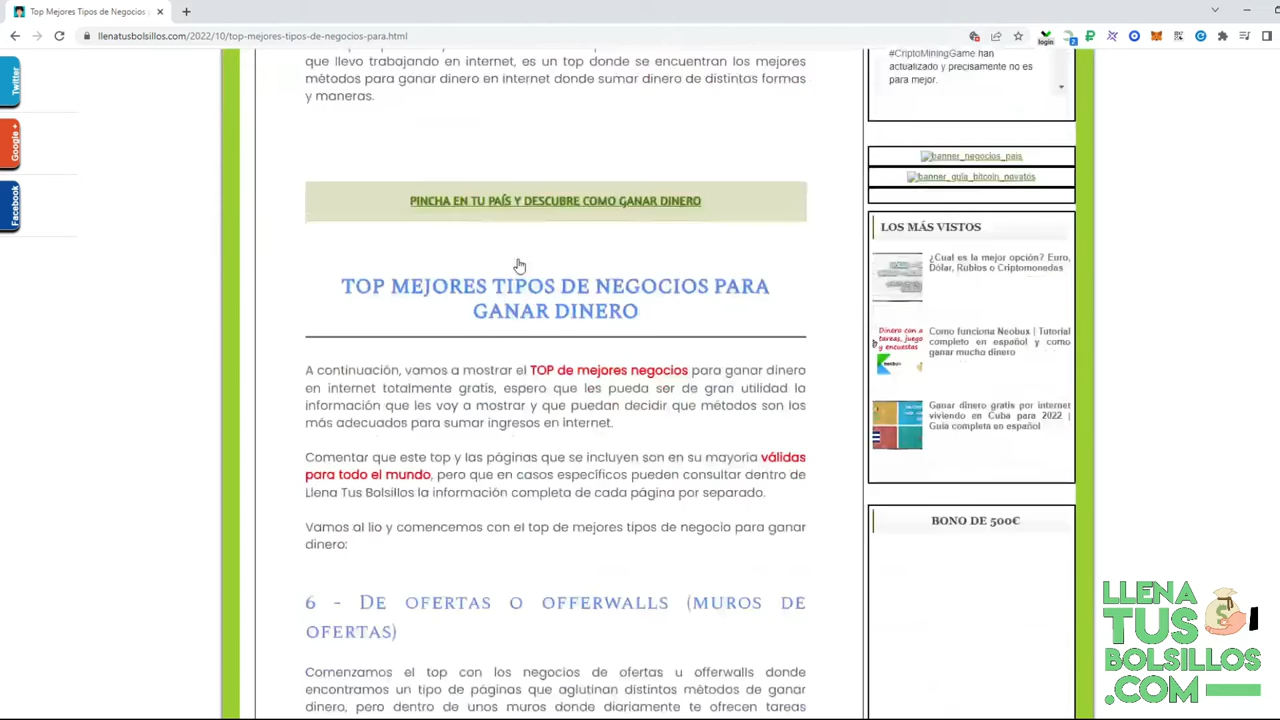 Top Mejores Tipos de Negocios
llenatusbolsillos.com/2022/10/top-mejores-tipos-de-negocios-para.html
login
2
Twitter
Google +
Facebook
que llevo trabajando en internet, es un top donde se encuentran los mejores
métodos para ganar dinero en internet donde sumar dinero de distintas formas
y maneras.
PINCHA EN TU PAÍS Y DESCUBRE COMO GANAR DINERO
TOP MEJORES TIPOS DE NEGOCIOS PARA
GANAR DINERO
A continuación, vamos a mostrar el TOP de mejores negocios para ganar dinero
en internet totalmente gratis, espero que les pueda ser de gran utilidad la
información que les voy a mostrar y que puedan decidir que métodos son los
más adecuados para sumar ingresos en internet.
Comentar que este top y las páginas que se incluyen son en su mayoría válidas
para todo el mundo, pero que en casos específicos pueden consultar dentro de
Llena Tus Bolsillos la información completa de cada página por separado.
Vamos al lio y comencemos con el top de mejores tipos de negocio para ganar
dinero:
6 - De ofertas o offerwalls (muros de
ofertas)
Comenzamos el top con los negocios de ofertas u offerwalls donde
encontramos un tipo de páginas que aglutinan distintos métodos de ganar
dinero, pero dentro de unos muros donde diariamente te ofrecen tareas
#CriptoMiningGame han
actualizado y precisamente no es
para mejor.
banner_negocios_pais
banner_guia_bitcoin_novatos
LOS MÁS VISTOS
¿Cual es la mejor opción? Euro,
Dólar, Rublos o Criptomonedas
Dinero con
tareas, jueg
y encuestas
neobux
Como funciona Neobux | Tutorial
completo en español y como
ganar mucho dinero
Ganar dinero gratis por internet
viviendo en Cuba para 2022 |
Guía completa en español
BONO DE 500€
LLENA
TUS
BOLSILLOS
.COM